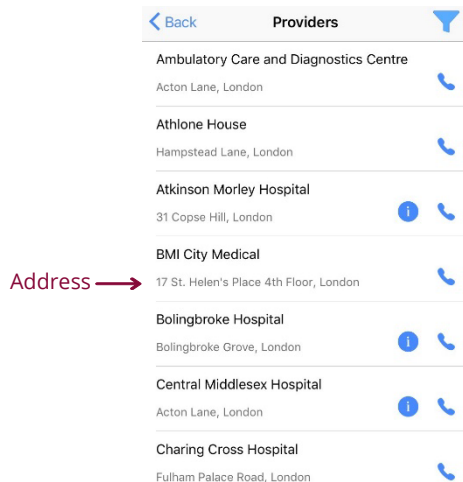 Back Providers
Ambulatory Care and Diagnostics Centre
Acton Lane, London
Athlone House
Hampstead Lane, London
Atkinson Morley Hospital
31 Copse Hill, London
BMI City Medical
Address
17 St. Helen's Place 4th Floor, London
Bolingbroke Hospital
Bolingbroke Grove, London
Central Middlesex Hospital
Acton Lane, London
Charing Cross Hospital
Fulham Palace Road, London